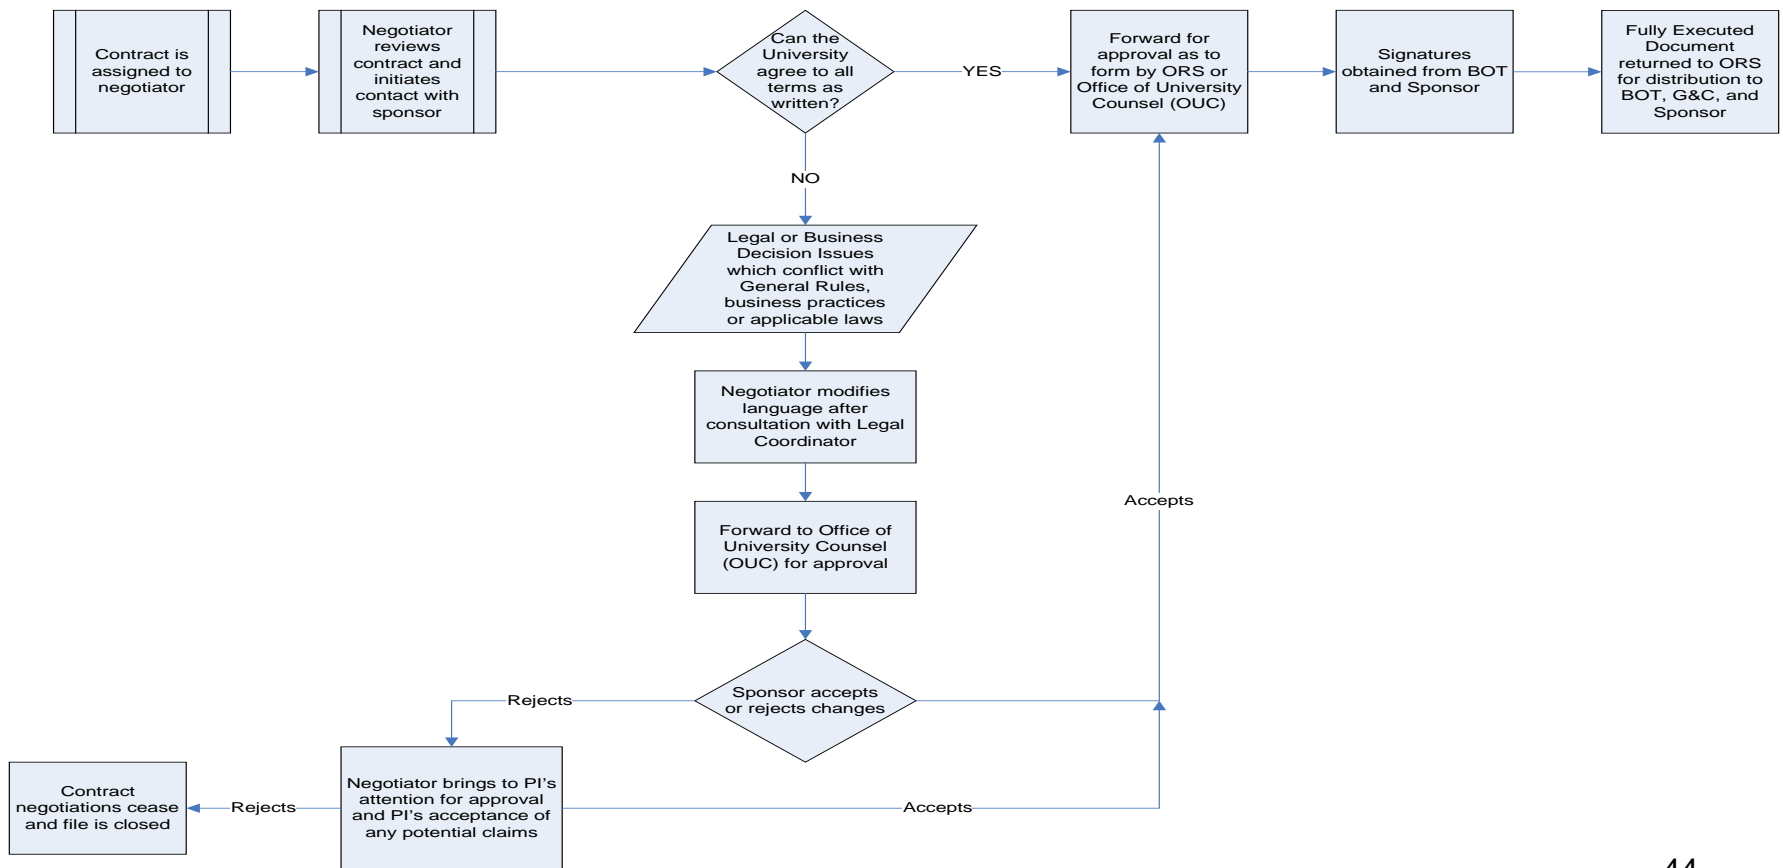 Contract is
assigned to
negotiator
Negotiator
reviews
contract and
initiates
contact with
sponsor
Can the
University
agree to all
terms as
written?
YES
Forward for
approval as to
form by ORS or
Office of University
Counsel (OUC)
Signatures
obtained from BOT
and Sponsor
Fully Executed
Document
returned to ORS
for distribution to
BOT, G&C, and
Sponsor
NO
Legal or Business
Decision Issues
which conflict with
General Rules,
business practices
or applicable laws
Negotiator modifies
language after
consultation with Legal
Coordinator
Accepts
Forward to Office of
University Counsel
(OUC) for approval
Sponsor accepts
or rejects changes
Rejects
Negotiator brings to PI's
attention for approval
and PI's acceptance of
any potential claims
Accepts
Rejects
Contract
negotiations cease
and file is closed
44